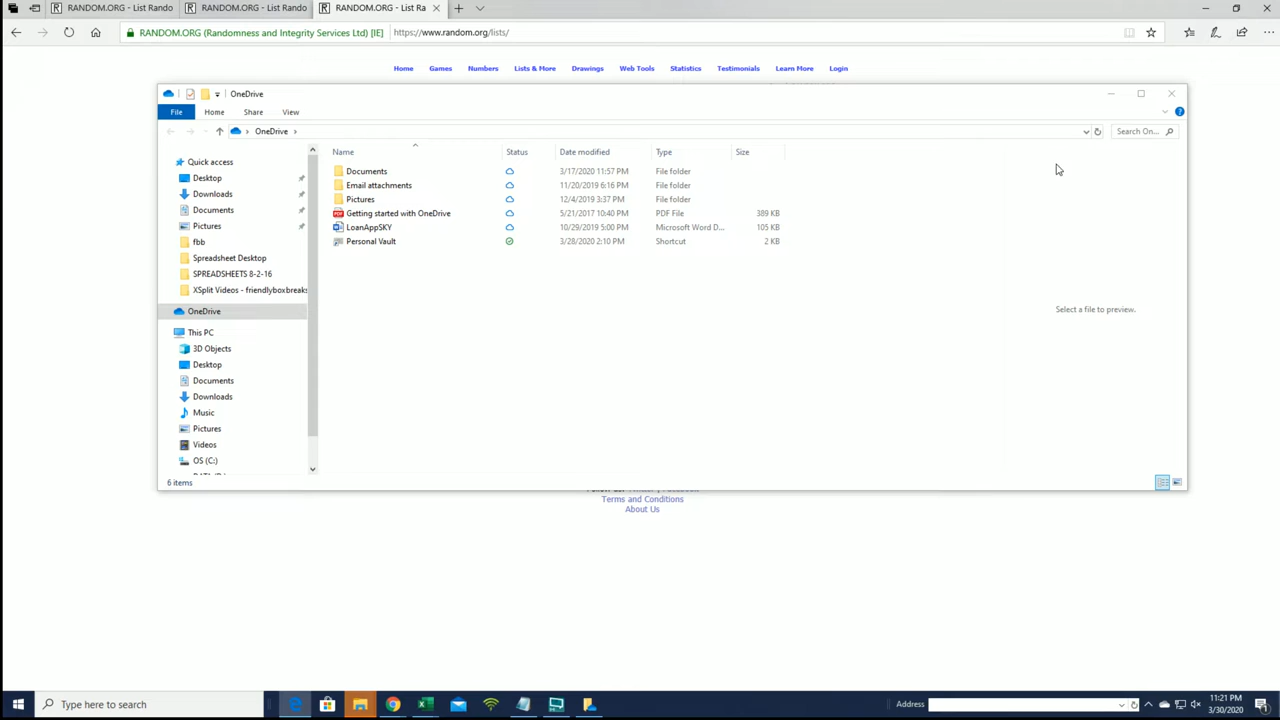 RANDOM.ORG - List Rando
RANDOM.ORG - List Rando
RANDOM.ORG - List Ra
RANDOM.ORG (Randomness and Integrity Services Ltd) [IE]
https://www.random.org/lists/
Home Games Numbers Lists & More Drawings Web Tools Statistics Testimonials Learn More Login
OneDrive
File Home Share View
OneDrive
Search On...
Name Status Date modified Type Size
Quick access
Desktop
Downloads
Documents
Pictures
fbb
Spreadsheet Desktop
SPREADSHEETS 8-2-16
XSplit Videos - friendlyboxbreaks
OneDrive
This PC
3D Objects
Desktop
Documents
Downloads
Music
Pictures
Videos
OS (C:)
Documents 3/17/2020 11:57 PM File folder
Email attachments 11/20/2019 6:16 PM File folder
Pictures 12/4/2019 3:37 PM File folder
Getting started with OneDrive 5/21/2017 10:40 PM PDF File 389 KB
LoanAppSKY 10/29/2019 5:00 PM Microsoft Word D... 105 KB
Personal Vault 3/28/2020 2:10 PM Shortcut 2 KB
Select a file to preview.
6 items
Terms and Conditions
About Us
Type here to search
Address
11:21 PM
3/30/2020